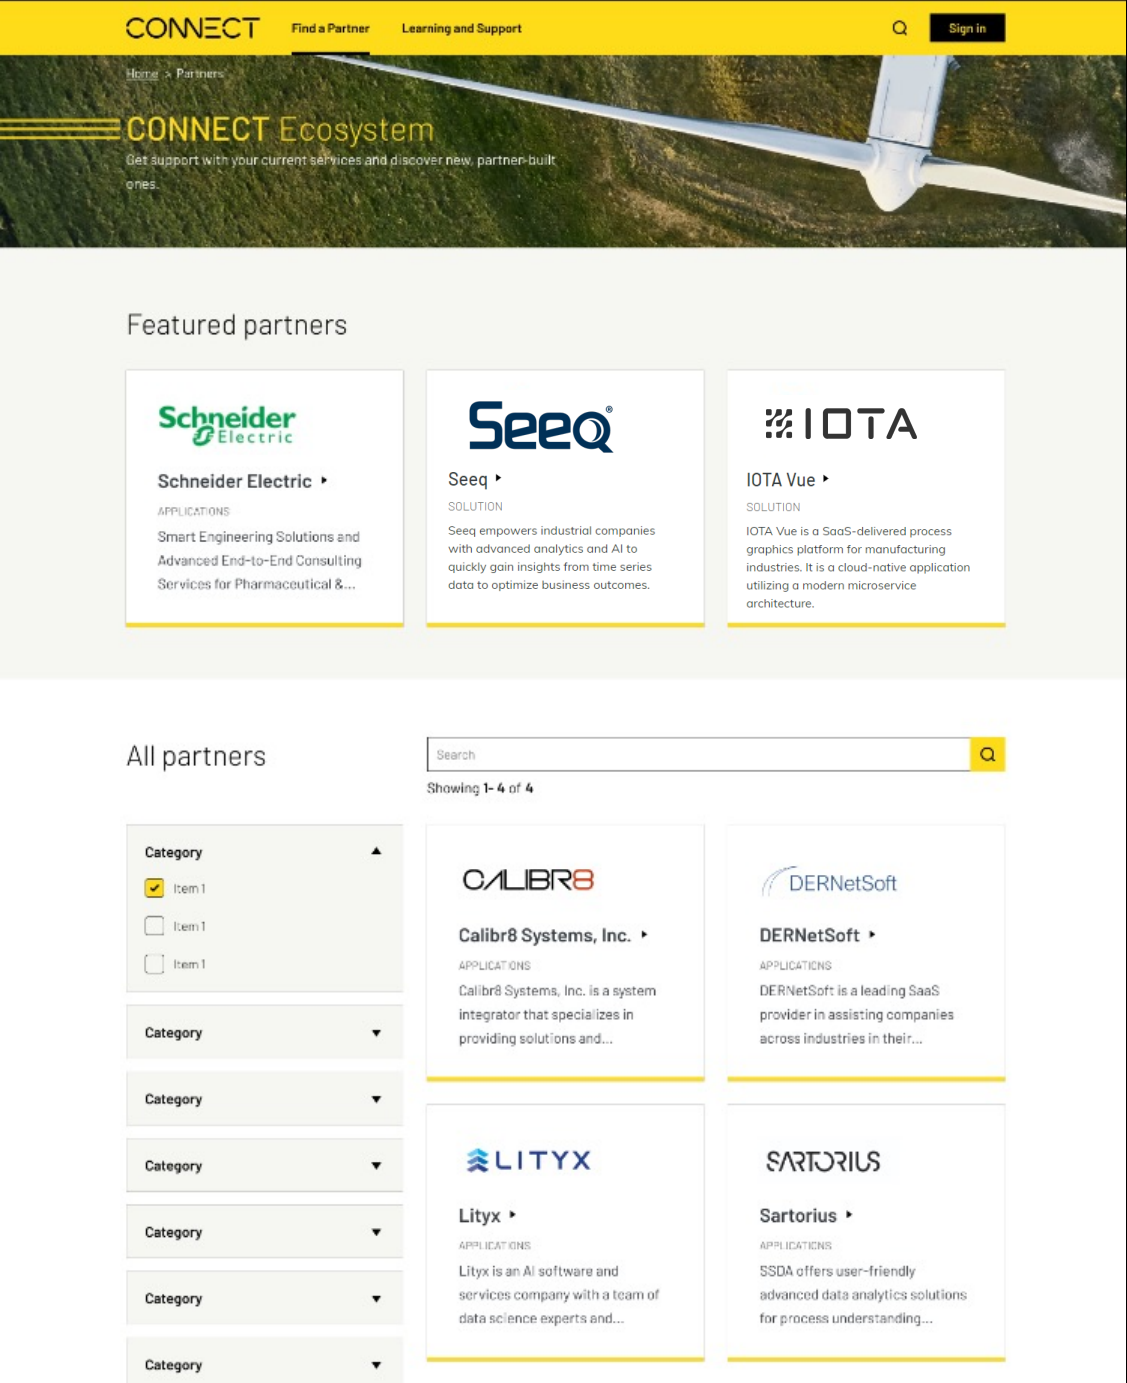 CONNECT
Find a Partner
Learning and Support
Sign in
Home > Partners
CONNECT Ecosystem
Get support with your current services and discover new, partner-built
ones.
Featured partners
Schneider
Electric
Schneider Electric
APPLICATIONS
Smart Engineering Solutions and
Advanced End-to-End Consulting
Services for Pharmaceutical &...
Seeq®
Seeq
SOLUTION
Seeq empowers industrial companies
with advanced analytics and AI to
quickly gain insights from time series
data to optimize business outcomes.
IOTA
IOTA Vue
SOLUTION
IOTA Vue is a SaaS-delivered process
graphics platform for manufacturing
industries. It is a cloud-native application
utilizing a modern microservice
architecture.
All partners
Search
Showing 1-4 of 4
Category
Item 1
Item 1
Item 1
Category
Category
Category
Category
Category
Category
CALIBR8
Calibr8 Systems, Inc.
APPLICATIONS
Calibr8 Systems, Inc. is a system
integrator that specializes in
providing solutions and...
DERNetSoft
DERNetSoft
APPLICATIONS
DERNetSoft is a leading SaaS
provider in assisting companies
across industries in their...
LITYX
Lityx
APPLICATIONS
Lityx is an AI software and
services company with a team of
data science experts and...
SARTORIUS
Sartorius
APPLICATIONS
SSDA offers user-friendly
advanced data analytics solutions
for process understanding...